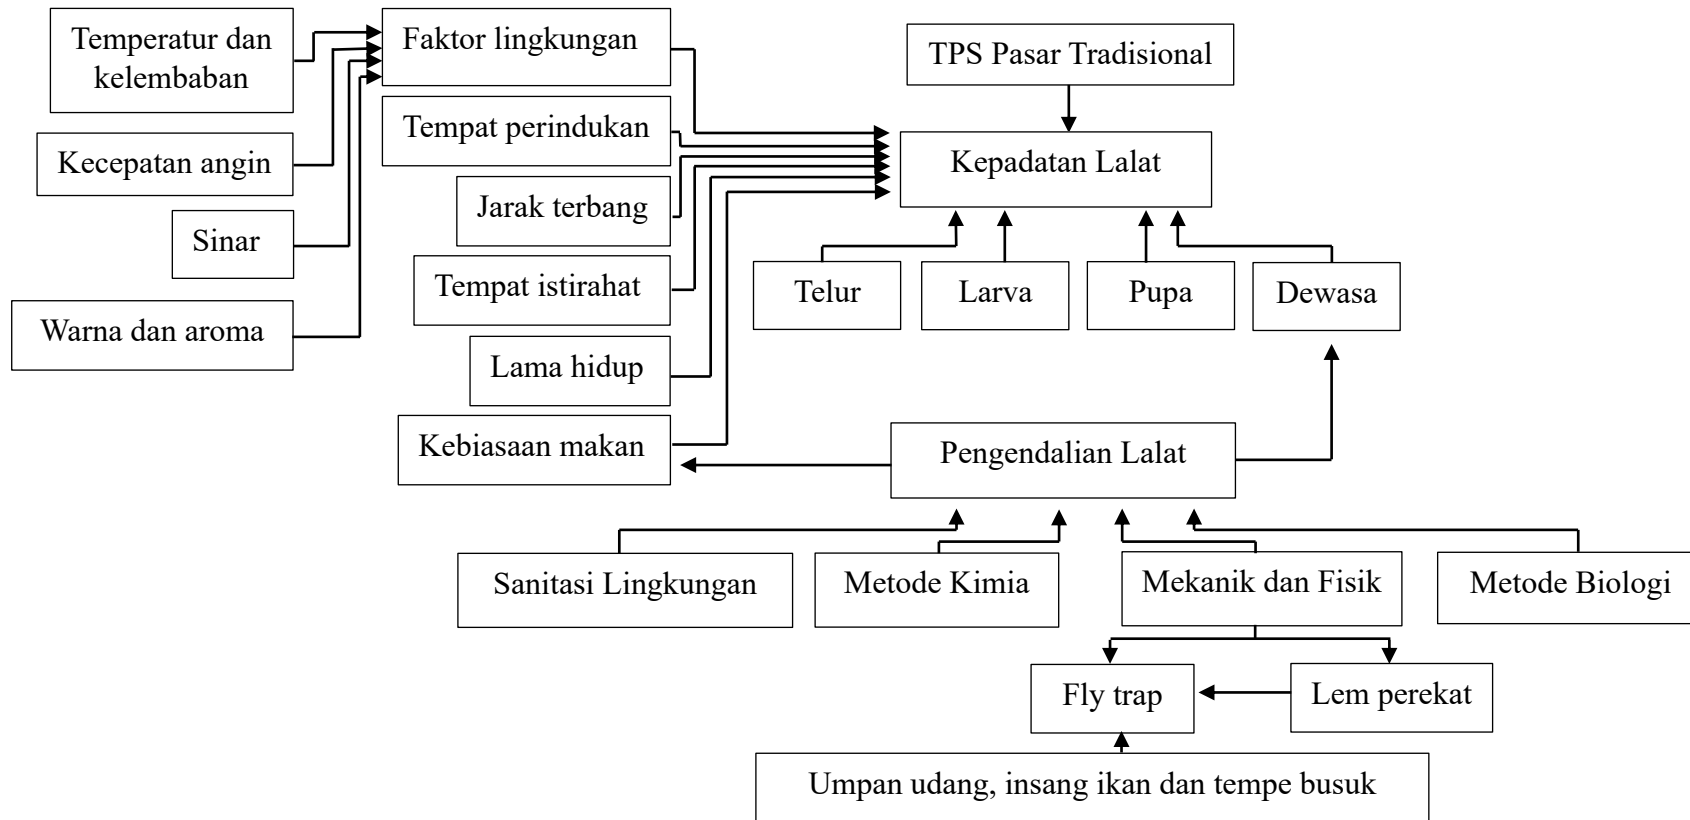 Temperatur dan
kelembaban
Faktor lingkungan
TPS Pasar Tradisional
Tempat perindukan
Kecepatan angin
Kepadatan Lalat
Jarak terbang
Sinar
Tempat istirahat
Telur
Larva
Pupa
Dewasa
Warna dan aroma
Lama hidup
Kebiasaan makan
Pengendalian Lalat
Sanitasi Lingkungan
Metode Kimia
Mekanik dan Fisik
Metode Biologi
Fly trap
Lem perekat
Umpan udang, insang ikan dan tempe busuk